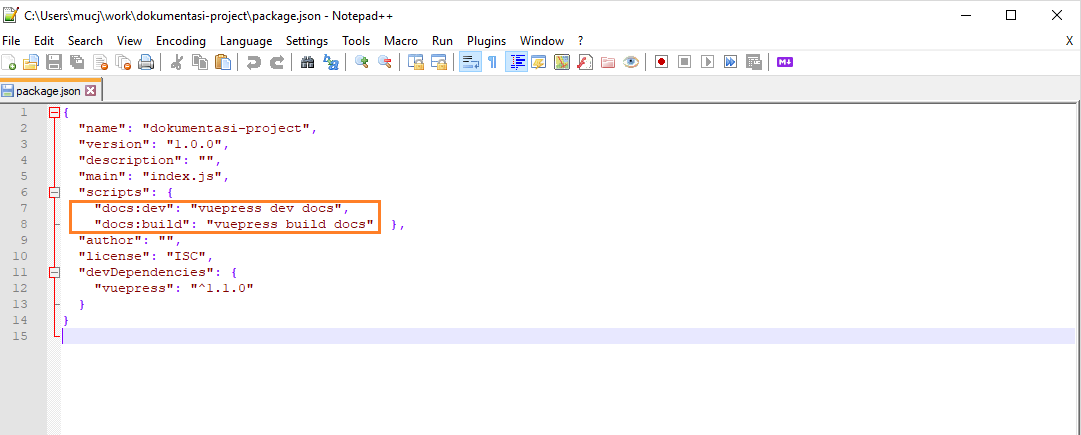 C:\Users\mucj\work\dokumentasi-project\package.json - Notepad++
File Edit Search View Encoding Language Settings Tools Macro Run Plugins Window ? X
M↓
package.json
1 {
2 "name": "dokumentasi-project",
3 "version": "1.0.0",
4 "description": "",
5 "main": "index.js",
6 "scripts": {
7 "docs:dev": "vuepress dev docs",
8 "docs:build": "vuepress build docs" },
9 "author": "",
10 "license": "ISC",
11 "devDependencies": {
12 "vuepress": "^1.1.0"
13 }
14 }
15